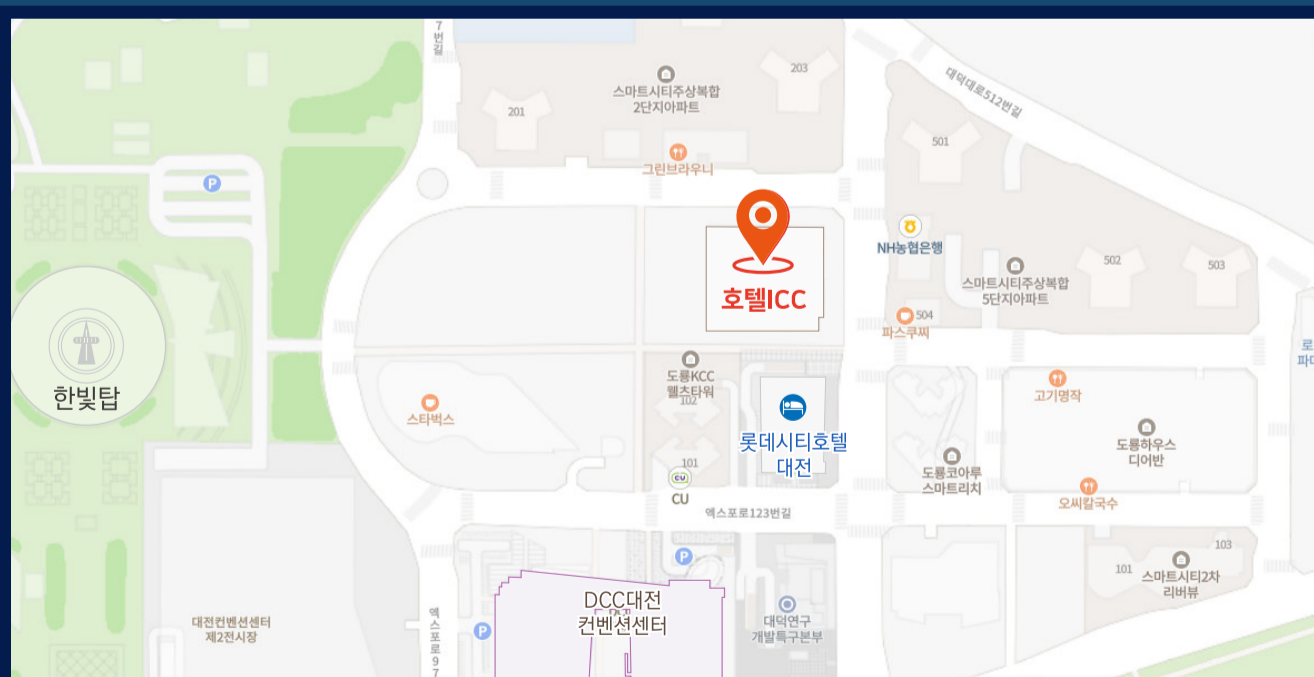 7번길
스마트시티주상복합
2단지아파트
203
201
대덕대로512번길
501
그린브라우니
P
NH농협은행
호텔ICC
스마트시티주상복합
5단지아파트
502
503
504
파스쿠찌
한빛탑
도룡KCC
웰츠타워
102
스타벅스
고기명작
롯데시티호텔
대전
도룡하우스
디어반
101
CU
CU
도룡코아루
스마트리치
오씨칼국수
엑스포로123번길
P
103
101
스마트시티2차
리버뷰
DCC대전
컨벤션센터
대덕연구
개발특구본부
대전컨벤션센터
제2전시장
P
엑스포로97